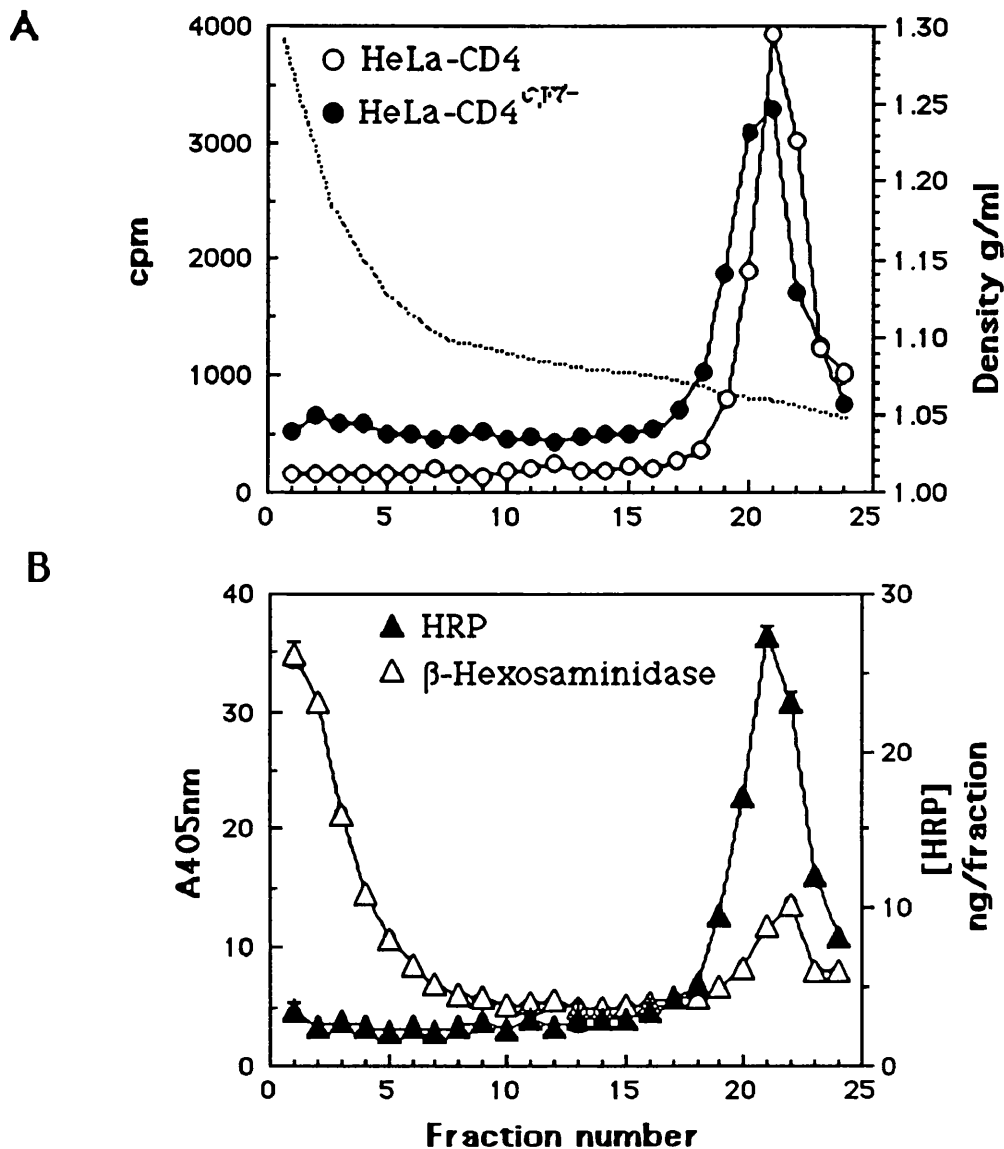 A
4000
3000
2000
1000
0
cpm
HeLa-CD4
HeLa-CD4
1.30
1.25
1.20
1.15
1.10
1.05
1.00
Density g/ml
0 5 10 15 20 25
B
40
30
20
10
0
A405nm
HRP
β-Hexosaminidase
30
20
10
0
[HRP]
ng/fraction
0 5 10 15 20 25
Fraction number